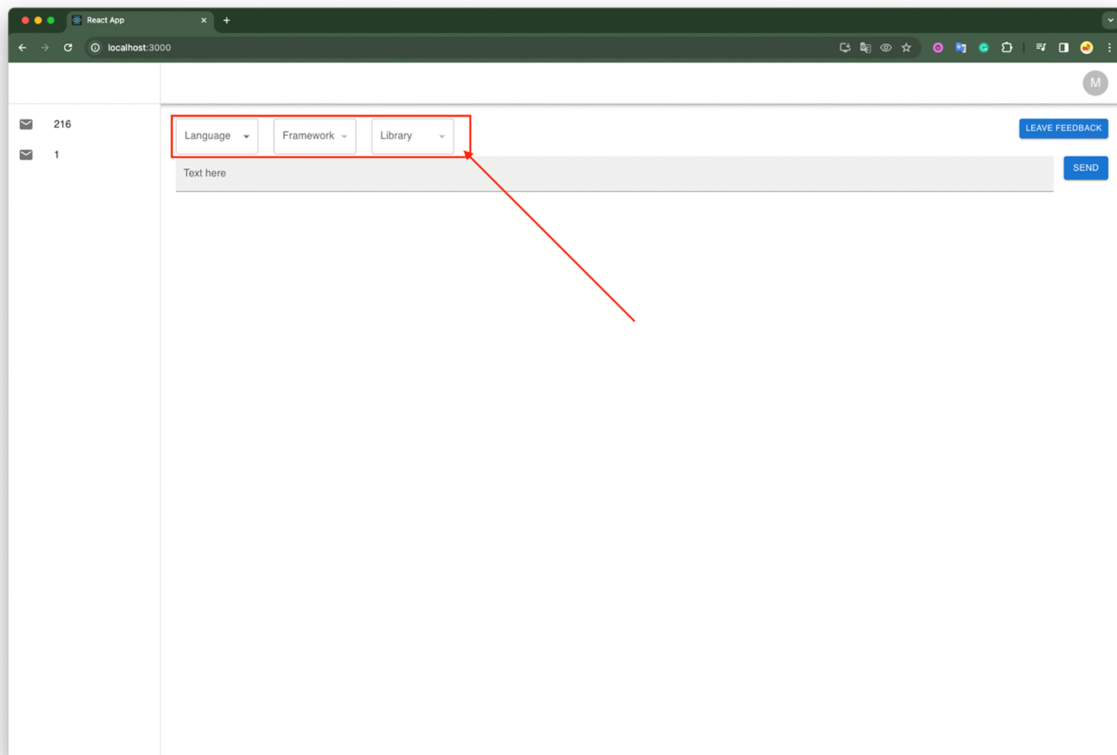 React App
localhost:3000
M
216
1
Language
Framework
Library
LEAVE FEEDBACK
Text here
SEND